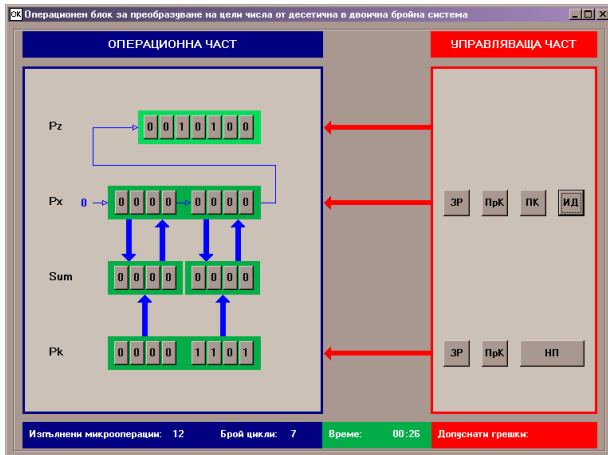 OK Операционен блок за преобразуване на цели числа от десетична в двоична бройна система
ОПЕРАЦИОННА ЧАСТ УПРАВЛЯВАЩА ЧАСТ
Pz 0 0 1 0 1 0 0
Px 0 0 0 0 0 0 0 0 0 ЗР ПрК ПК ИД
Sum 0 0 0 0 0 0 0 0
Pk 0 0 0 0 1 1 0 1 ЗР ПрК НП
Изпълнени микрооперации: 12 Брой цикли: 7 Време: 00:26 Допуснати грешки: